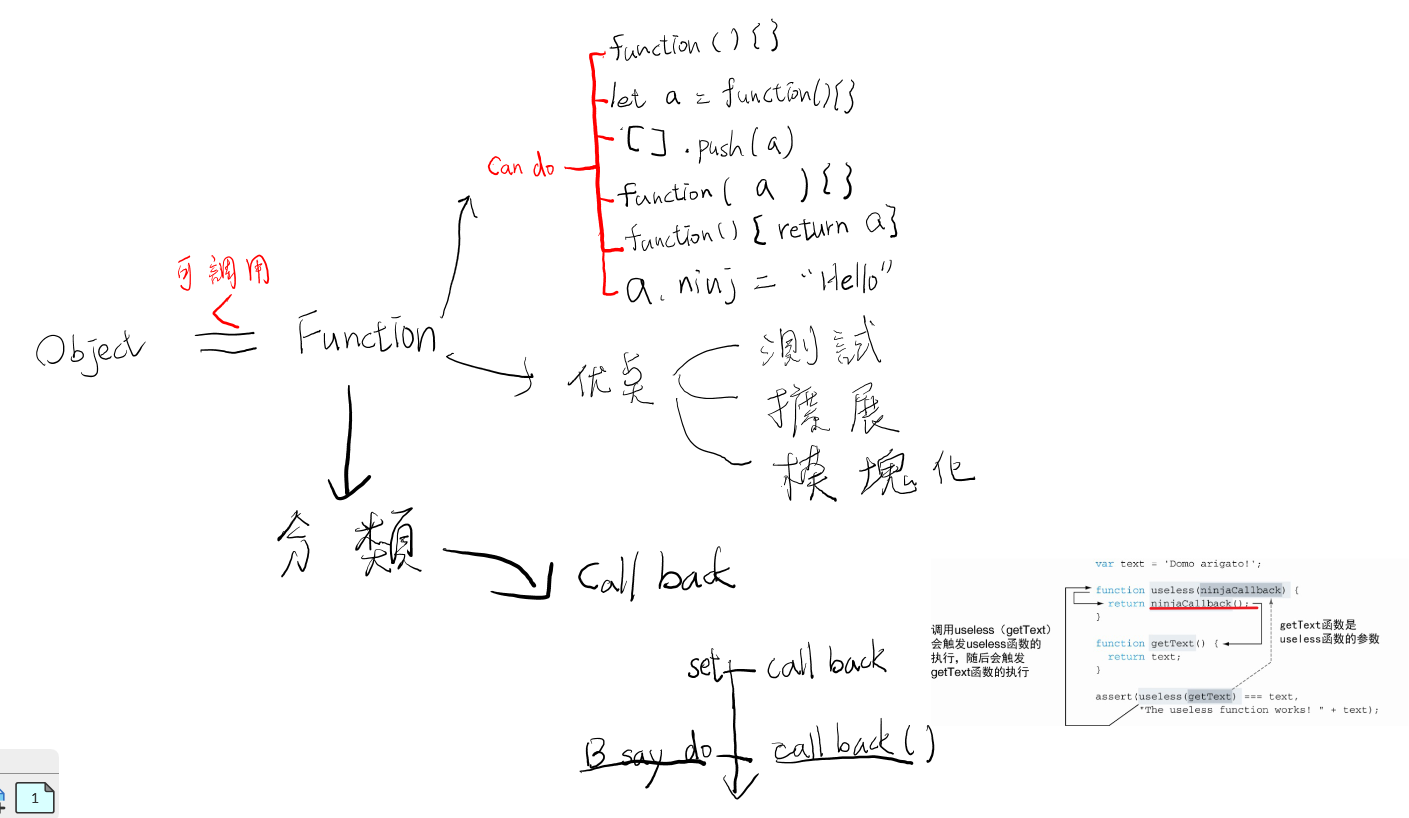 function(){}
let a = function(){}
[].push(a)
Can do
function( a ){}
function(){ return a}
a.ninj = "Hello"
可調用
Object = Function
优点
測試
擴展
模塊化
分類
Call back
set callback
B say do callback()
var text = 'Domo arigato!';
function useless(ninjaCallback) {
return ninjaCallback();
}
function getText() {
return text;
}
assert(useless(getText) === text,
"The useless function works! " + text);
调用useless（getText）
会触发useless函数的
执行，随后会触发
getText函数的执行
getText函数是
useless函数的参数
1